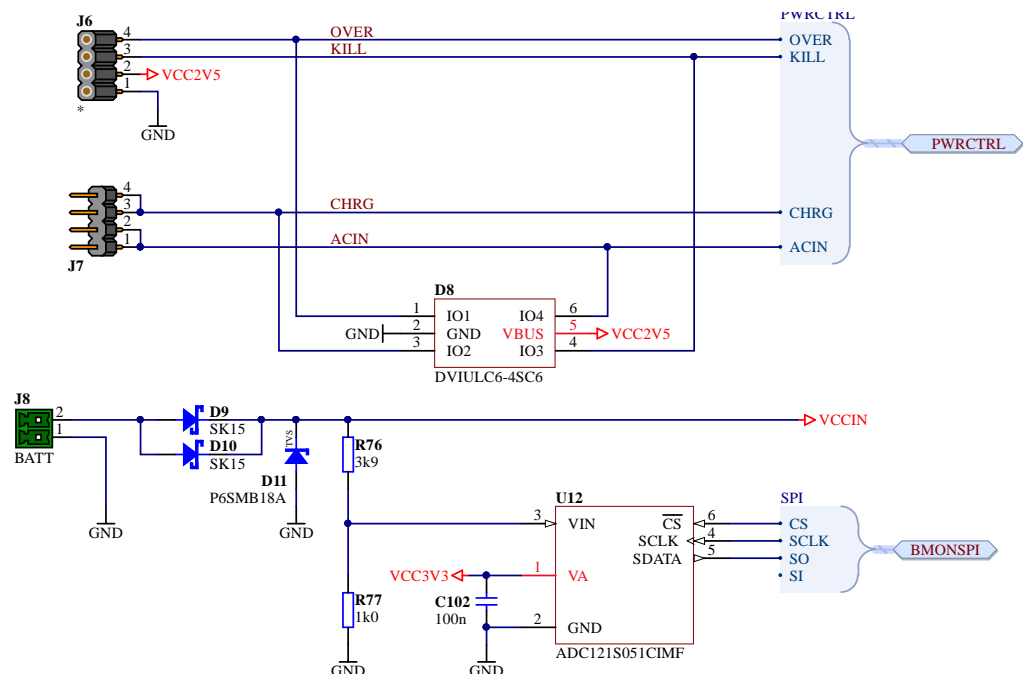 J6
PWRCTRL
4 OVER OVER
3 KILL KILL
2 VCC2V5
1
*
GND
PWRCTRL
4
3 CHRG CHRG
2
1 ACIN ACIN
J7
D8
1 IO1 IO4 6
GND 2 GND VBUS 5 VCC2V5
3 IO2 IO3 4
DVIULC6-4SC6
J8
2
1
BATT
D9
SK15
D10
SK15
VCCIN
TVS
D11
P6SMB18A
R76
3k9
GND
GND
U12
SPI
3 VIN CS 6 CS
SCLK 4 SCLK
SDATA 5 SO
SI
BMONSPI
VCC3V3 1 VA
C102
100n
R77
1k0
2 GND
ADC121S051CIMF
GND
GND